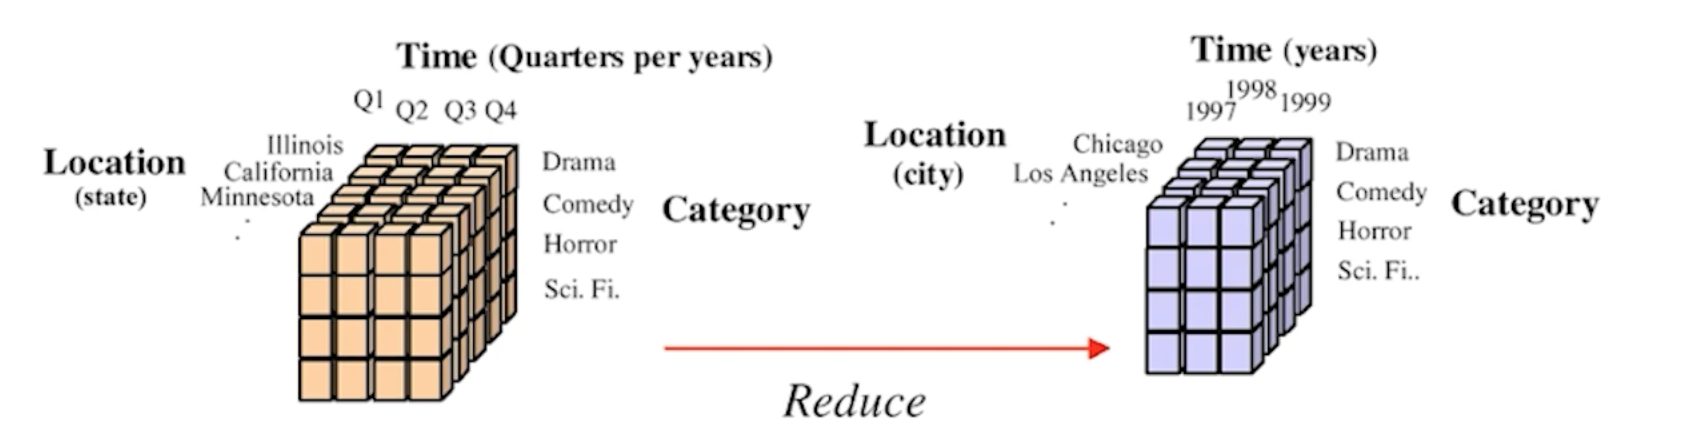 Time (Quarters per years)
Q1 Q2 Q3 Q4
Location
(state)
Illinois
California
Minnesota
Drama
Comedy
Horror
Sci. Fi.
Category
Reduce
Time (years)
1997 1998 1999
Location
(city)
Chicago
Los Angeles
Drama
Comedy
Horror
Sci. Fi..
Category